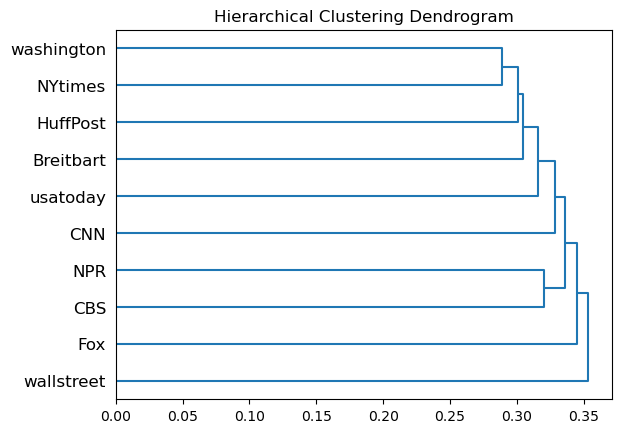 Hierarchical Clustering Dendrogram
washington
NYtimes
HuffPost
Breitbart
usatoday
CNN
NPR
CBS
Fox
wallstreet
0.00 0.05 0.10 0.15 0.20 0.25 0.30 0.35